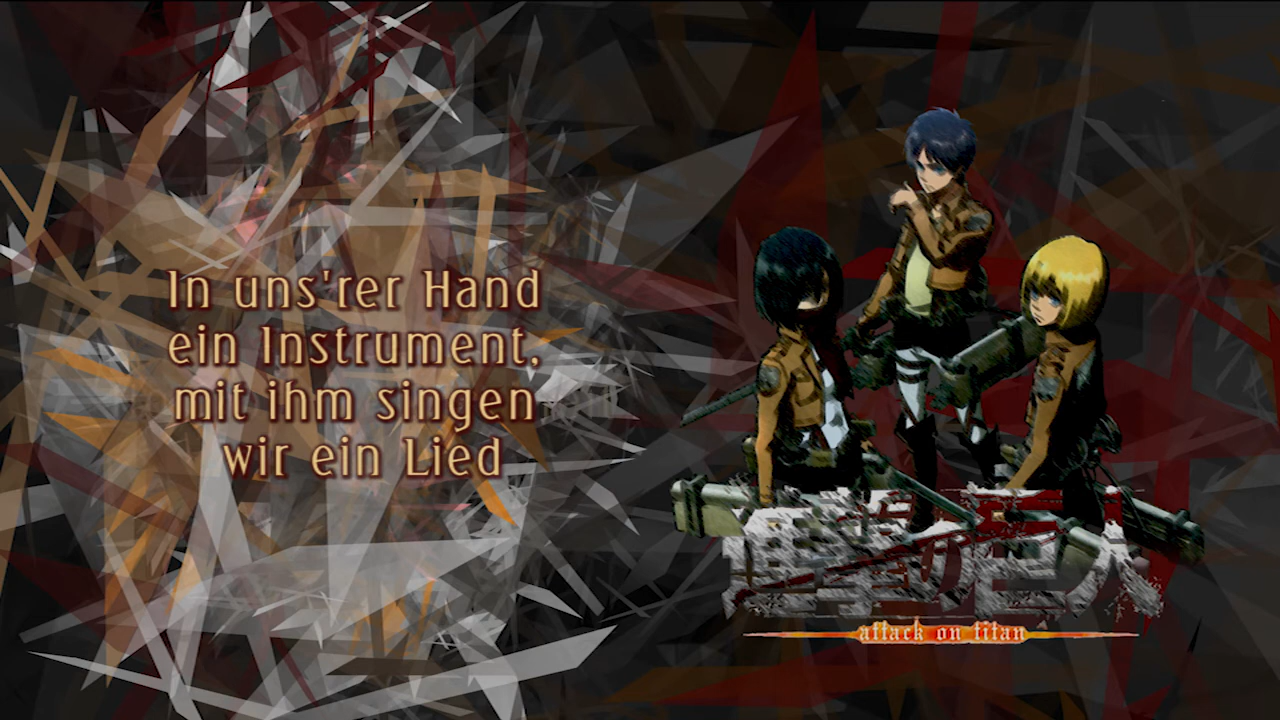 In uns'rer Hand
ein Instrument,
mit ihm singen
wir ein Lied
進撃の巨人
attack on titan